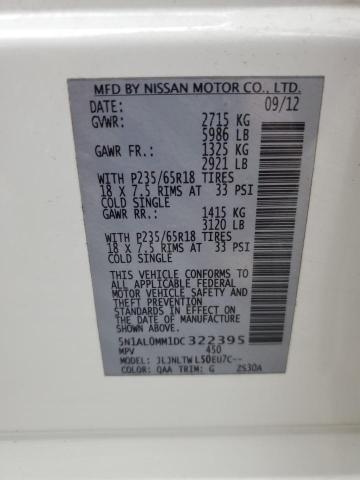 MFD BY NISSAN MOTOR CO., LTD.
DATE: 09/12
GVWR: 2715 KG
5986 LB
GAWR FR.: 1325 KG
2921 LB
WITH P235/65R18 TIRES
18 X 7.5 RIMS AT 33 PSI
COLD SINGLE
GAWR RR.: 1415 KG
3120 LB
WITH P235/65R18 TIRES
18 X 7.5 RIMS AT 33 PSI
COLD SINGLE
THIS VEHICLE CONFORMS TO
ALL APPLICABLE FEDERAL
MOTOR VEHICLE SAFETY AND
THEFT PREVENTION STANDARDS IN
EFFECT ON THE DATE OF
MANUFACTURE SHOWN ABOVE.
5N1AL0MM1DC322395
MPV 450
MODEL: JLJNLTWL50EU7C--
COLOR: QAA TRIM: G 2S30A